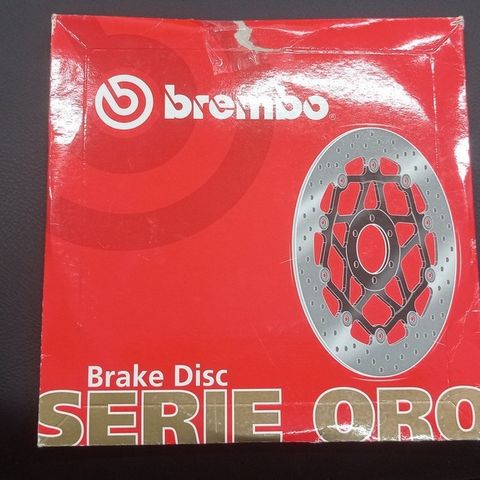 brembo®
Brake Disc
SERIE ORO